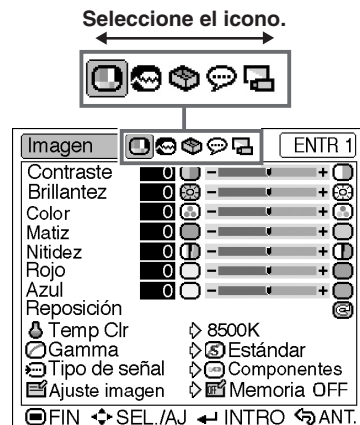 Seleccione el icono.
Imagen ENTR 1
Contraste 0 - +
Brillantez 0 - +
Color 0 - +
Matiz 0 - +
Nitidez 0 - +
Rojo 0 - +
Azul 0 - +
Reposición
Temp Clr 8500K
Gamma Estándar
Tipo de señal Componentes
Ajuste imagen Memoria OFF
FIN SEL./AJ INTRO ANT.